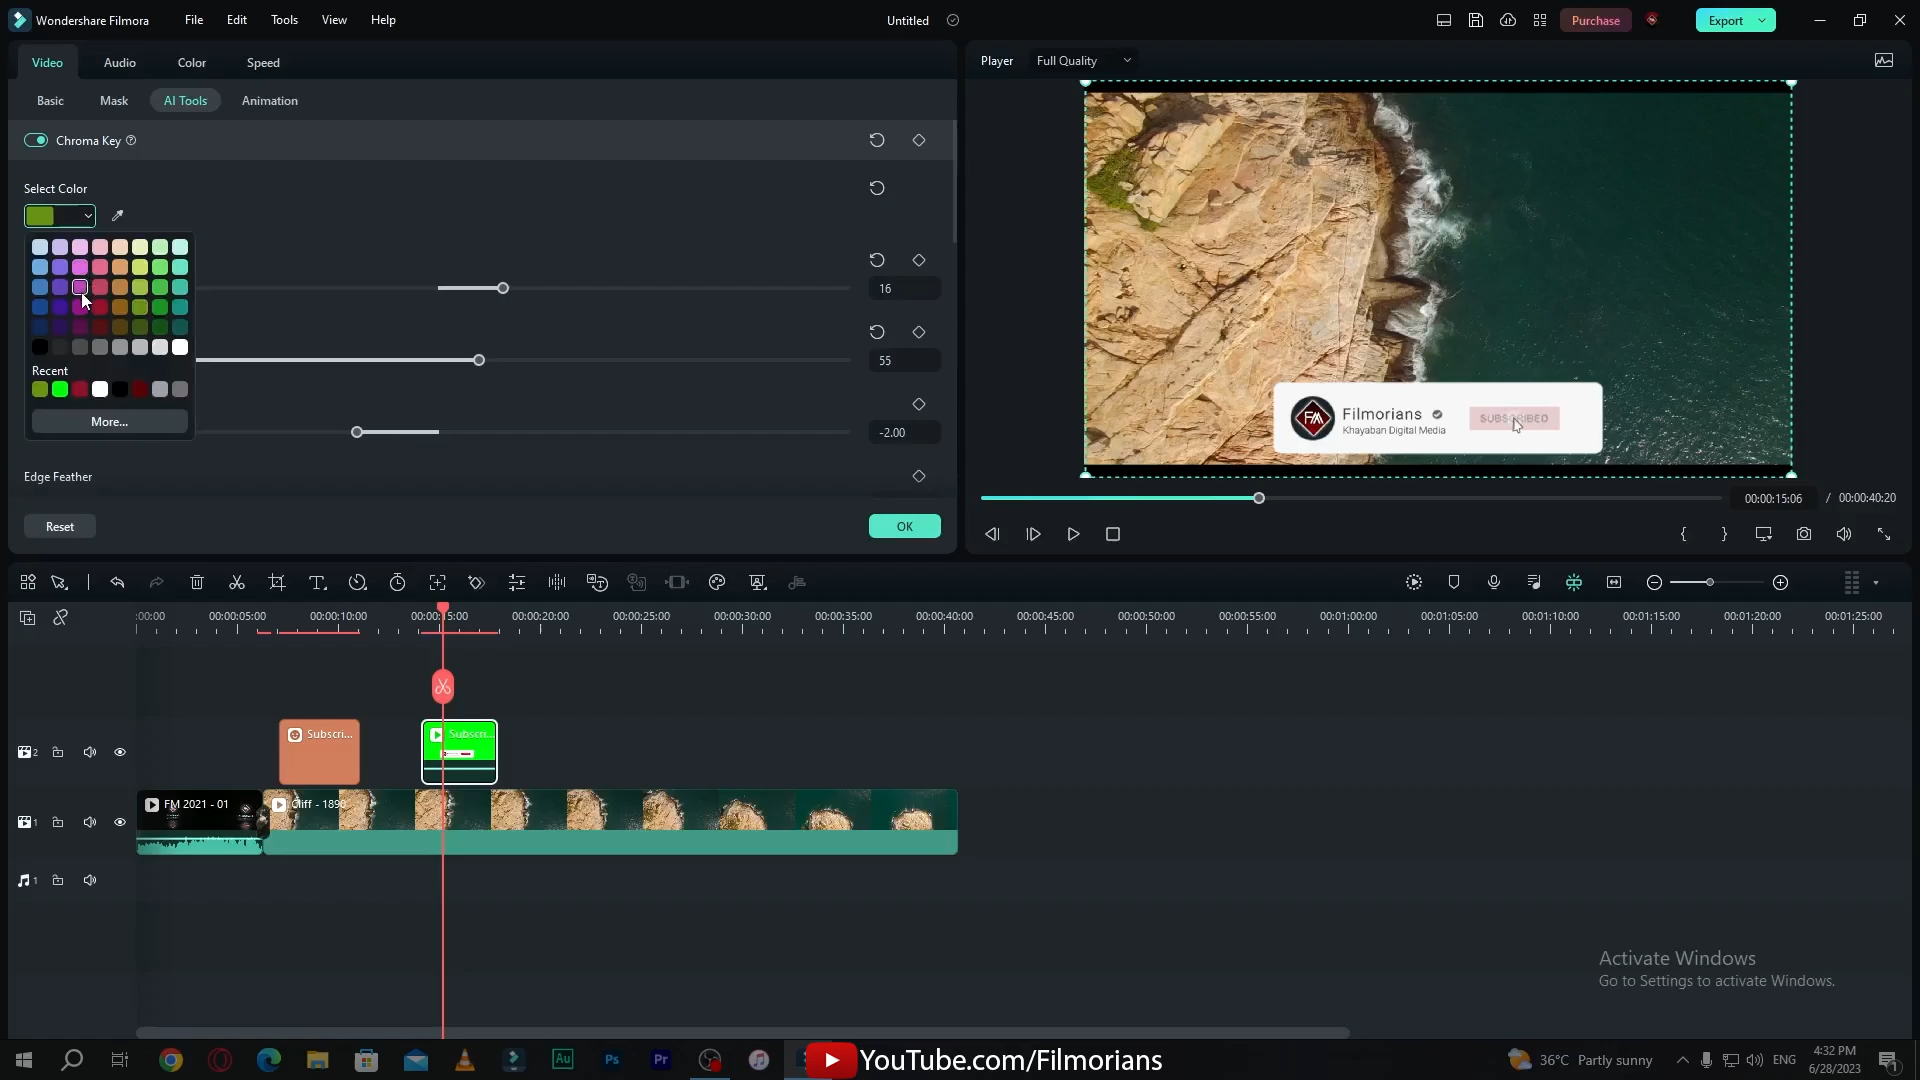 Wondershare Filmora
File
Edit
Tools
View
Help
Untitled
Purchase
Export
Video
Audio
Color
Speed
Basic
Mask
AI Tools
Animation
Chroma Key
Select Color
16
55
-2.00
Recent
More...
Edge Feather
Reset
OK
Player
Full Quality
FM
Filmorians
Khayaban Digital Media
SUBSCRIBED
00:00:15:06 / 00:00:40:20
:00:00
00:00:05:00
00:00:10:00
00:00:15:00
00:00:20:00
00:00:25:00
00:00:30:00
00:00:35:00
00:00:40:00
00:00:45:00
00:00:50:00
00:00:55:00
00:01:00:00
00:01:05:00
00:01:10:00
00:01:15:00
00:01:20:00
00:01:25:00
2
Subscri...
Subscri...
1
FM 2021 - 01
Cliff - 1890
1
Activate Windows
Go to Settings to activate Windows.
Au
Ps
Pr
YouTube.com/Filmorians
36°C Partly sunny
ENG
4:32 PM
6/28/2023
1